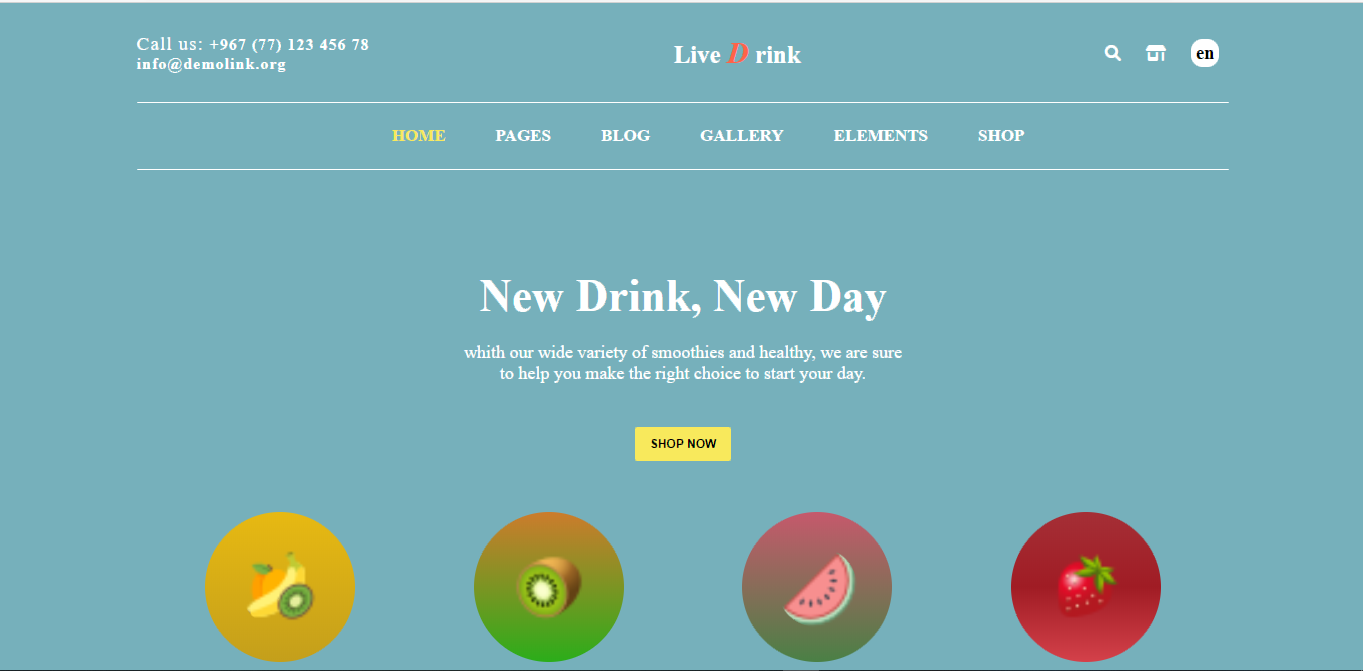 Call us: +967 (77) 123 456 78
info@demolink.org
Live D rink
en
HOME PAGES BLOG GALLERY ELEMENTS SHOP
New Drink, New Day
whith our wide variety of smoothies and healthy, we are sure
to help you make the right choice to start your day.
SHOP NOW